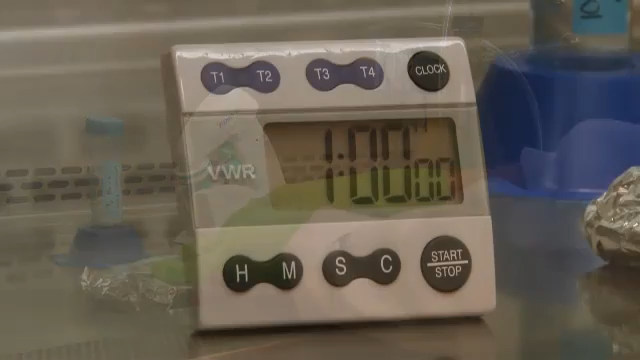 T1 T2 T3 T4 CLOCK
VWR
1:00 00
H M S C START
STOP